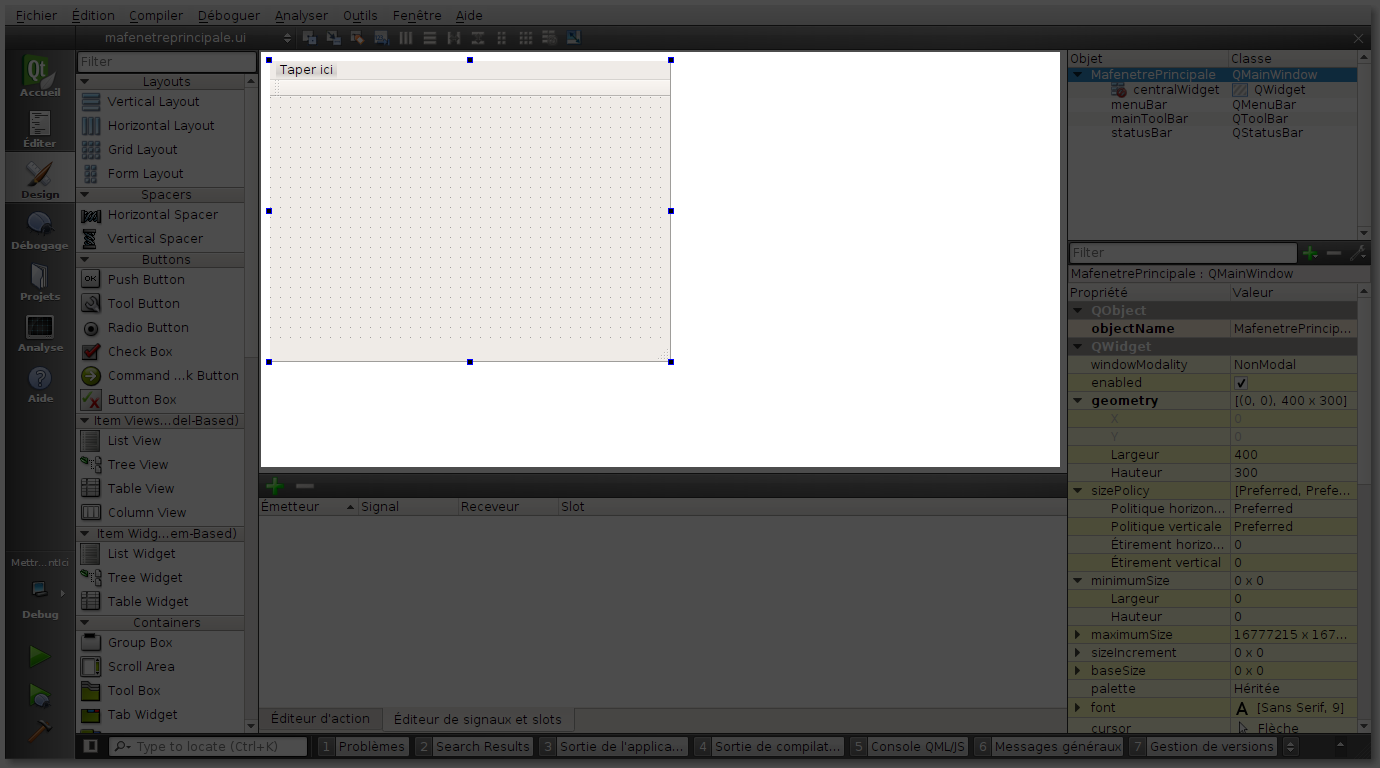 Fichier Édition Compiler Déboguer Analyser Outils Fenêtre Aide
mafenetreprincipale.ui
Accueil
Éditer
Design
Débogage
Projets
Analyse
Aide
Mettr...ntici
Debug
Filter
Layouts
Vertical Layout
Horizontal Layout
Grid Layout
Form Layout
Spacers
Horizontal Spacer
Vertical Spacer
Buttons
OK Push Button
Tool Button
Radio Button
Check Box
Command ...k Button
Button Box
Item Views...del-Based)
List View
Tree View
Table View
Column View
Item Widg...em-Based)
List Widget
Tree Widget
Table Widget
Containers
Group Box
Scroll Area
Tool Box
Tab Widget
Taper ici
Émetteur Signal Receveur Slot
Éditeur d'action Éditeur de signaux et slots
Objet Classe
MafenetrePrincipale QMainWindow
centralWidget QWidget
menuBar QMenuBar
mainToolBar QToolBar
statusBar QStatusBar
Filter
MafenetrePrincipale : QMainWindow
Propriété Valeur
QObject
objectName MafenetrePrincip...
QWidget
windowModality NonModal
enabled
geometry [(0, 0), 400 x 300]
X 0
Y 0
Largeur 400
Hauteur 300
sizePolicy [Preferred, Prefe...
Politique horizon... Preferred
Politique verticale Preferred
Étirement horizo... 0
Étirement vertical 0
minimumSize 0 x 0
Largeur 0
Hauteur 0
maximumSize 16777215 x 167...
sizeIncrement 0 x 0
baseSize 0 x 0
palette Héritée
font A [Sans Serif, 9]
cursor Flèche
Type to locate (Ctrl+K) 1 Problèmes 2 Search Results 3 Sortie de l'applica... 4 Sortie de compilat... 5 Console QML/JS 6 Messages généraux 7 Gestion de versions